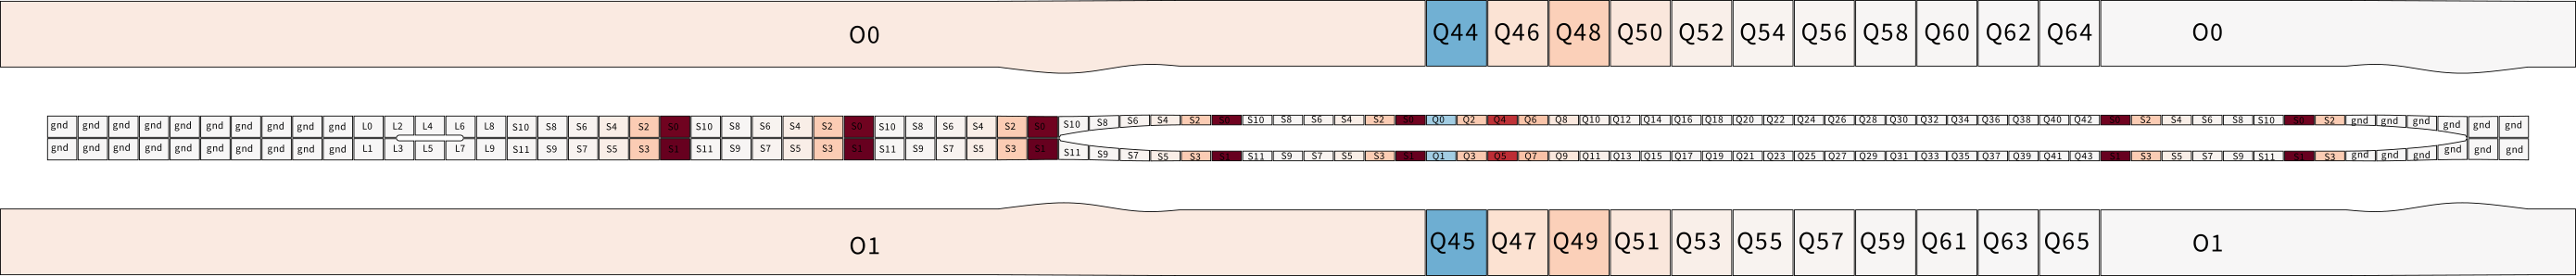 O0 Q44 Q46 Q48 Q50 Q52 Q54 Q56 Q58 Q60 Q62 Q64 O0
gnd gnd gnd gnd gnd gnd gnd gnd gnd gnd L0 L2 L4 L6 L8 S10 S8 S6 S4 S2 S0 S10 S8 S6 S4 S2 S0 S10 S8 S6 S4 S2 S0 S10 S8 S6 S4 S2 S0 S10 S8 S6 S4 S2 S0 Q0 Q2 Q4 Q6 Q8 Q10 Q12 Q14 Q16 Q18 Q20 Q22 Q24 Q26 Q28 Q30 Q32 Q34 Q36 Q38 Q40 Q42 S0 S2 S4 S6 S8 S10 S0 S2 gnd gnd gnd gnd gnd gnd
gnd gnd gnd gnd gnd gnd gnd gnd gnd gnd L1 L3 L5 L7 L9 S11 S9 S7 S5 S3 S1 S11 S9 S7 S5 S3 S1 S11 S9 S7 S5 S3 S1 S11 S9 S7 S5 S3 S1 S11 S9 S7 S5 S3 S1 Q1 Q3 Q5 Q7 Q9 Q11 Q13 Q15 Q17 Q19 Q21 Q23 Q25 Q27 Q29 Q31 Q33 Q35 Q37 Q39 Q41 Q43 S1 S3 S5 S7 S9 S11 S1 S3 gnd gnd gnd gnd gnd gnd
O1 Q45 Q47 Q49 Q51 Q53 Q55 Q57 Q59 Q61 Q63 Q65 O1